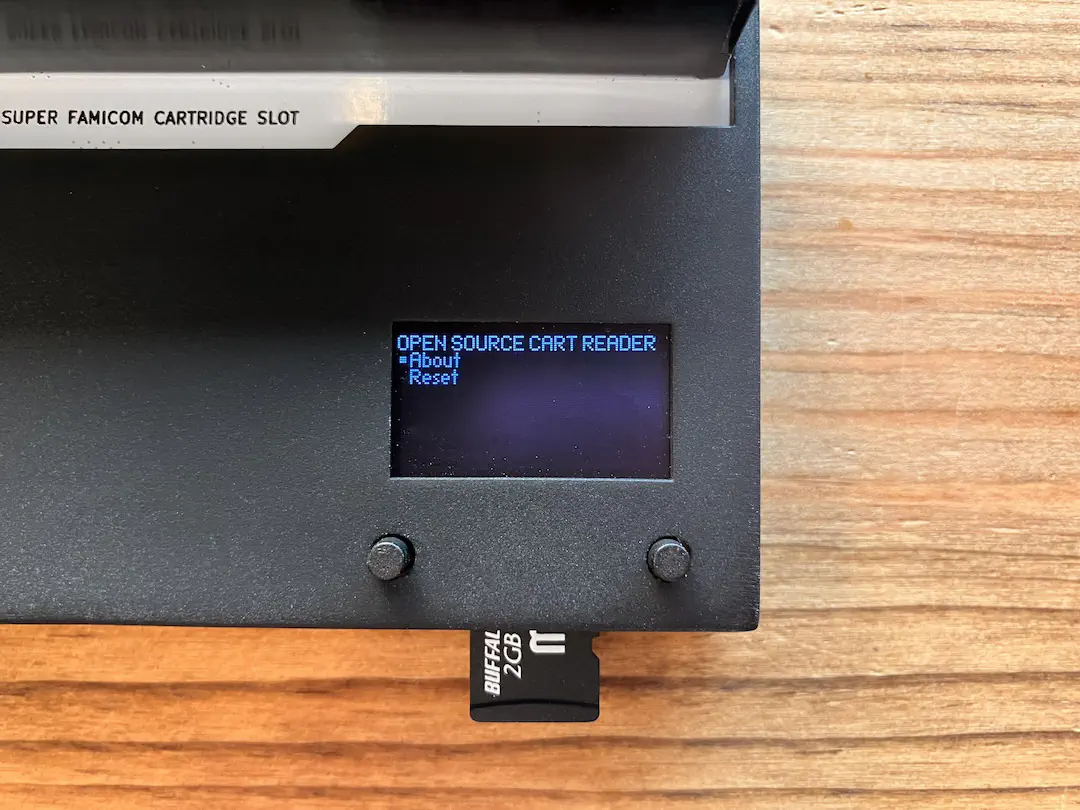 SUPER FAMICOM CARTRIDGE SLOT
OPEN SOURCE CART READER
About
Reset
BUFFAL
2GB